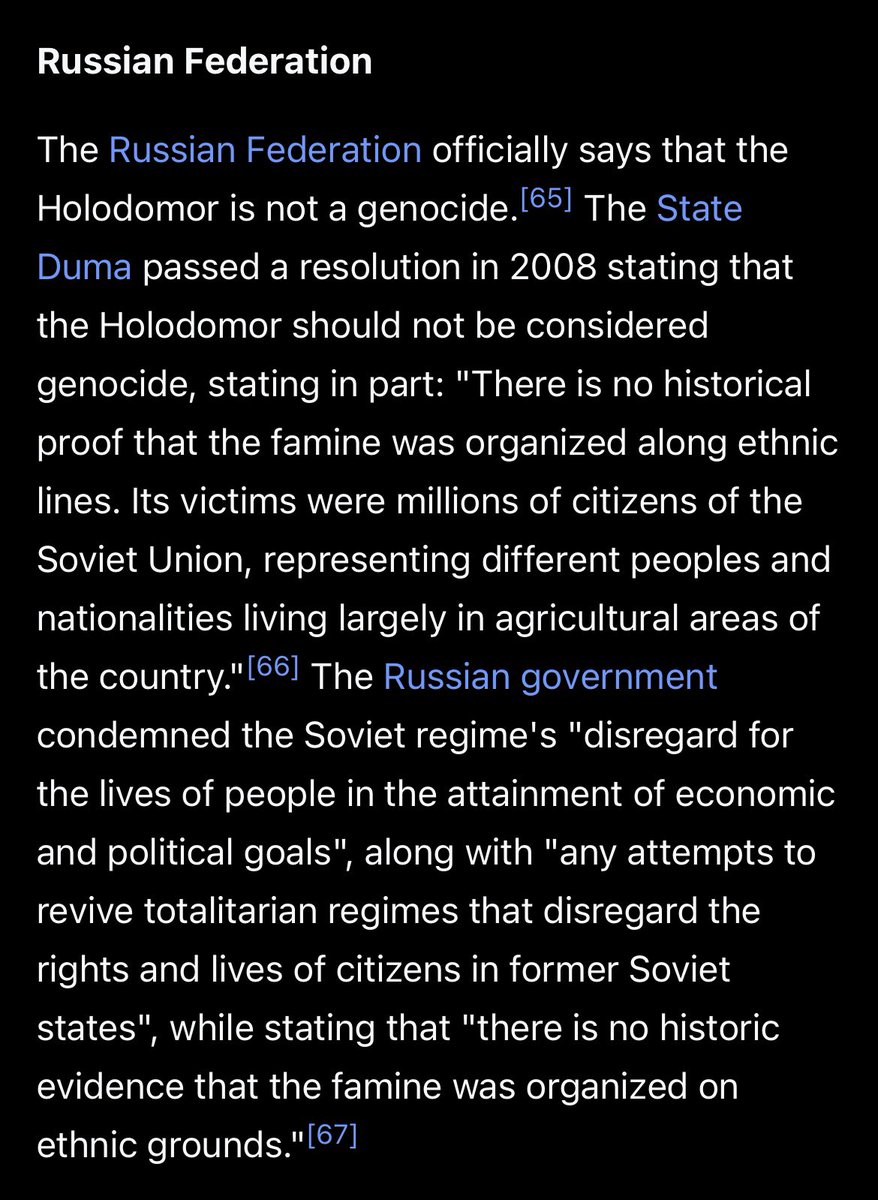 Russian Federation
The Russian Federation officially says that the
Holodomor is not a genocide.[65] The State
Duma passed a resolution in 2008 stating that
the Holodomor should not be considered
genocide, stating in part: "There is no historical
proof that the famine was organized along ethnic
lines. Its victims were millions of citizens of the
Soviet Union, representing different peoples and
nationalities living largely in agricultural areas of
the country."[66] The Russian government
condemned the Soviet regime's "disregard for
the lives of people in the attainment of economic
and political goals", along with "any attempts to
revive totalitarian regimes that disregard the
rights and lives of citizens in former Soviet
states", while stating that "there is no historic
evidence that the famine was organized on
ethnic grounds."[67]